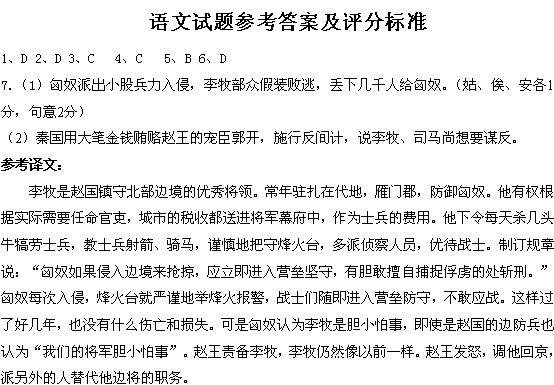 语文试题参考答案及评分标准
1、D 2、D 3、C 4、C 5、B 6、D
7.（1）匈奴派出小股兵力入侵，李牧部众假装败逃，丢下几千人给匈奴。（姑、俟、安各1
分，句意2分）
（2）秦国用大笔金钱贿赂赵王的宠臣郭开，施行反间计，说李牧、司马尚想要谋反。
参考译文：
李牧是赵国镇守北部边境的优秀将领。常年驻扎在代地，雁门郡，防御匈奴。他有权根
据实际需要任命官吏，城市的税收都送进将军幕府中，作为士兵的费用。他下令每天杀几头
牛犒劳士兵，教士兵射箭、骑马，谨慎地把守烽火台，多派侦察人员，优待战士。制订规章
说：“匈奴如果侵入边境来抢掠，应立即进入营垒坚守，有胆敢擅自捕捉俘虏的处斩刑。”
匈奴每次入侵，烽火台就严谨地举烽火报警，战士们随即进入营垒防守，不敢应战。这样过
了好几年，也没有什么伤亡和损失。可是匈奴认为李牧是胆小怕事，即使是赵国的边防兵也
认为“我们的将军胆小怕事”。赵王责备李牧，李牧仍然像以前一样。赵王发怒，调他回京，
派另外的人替代他边将的职务。